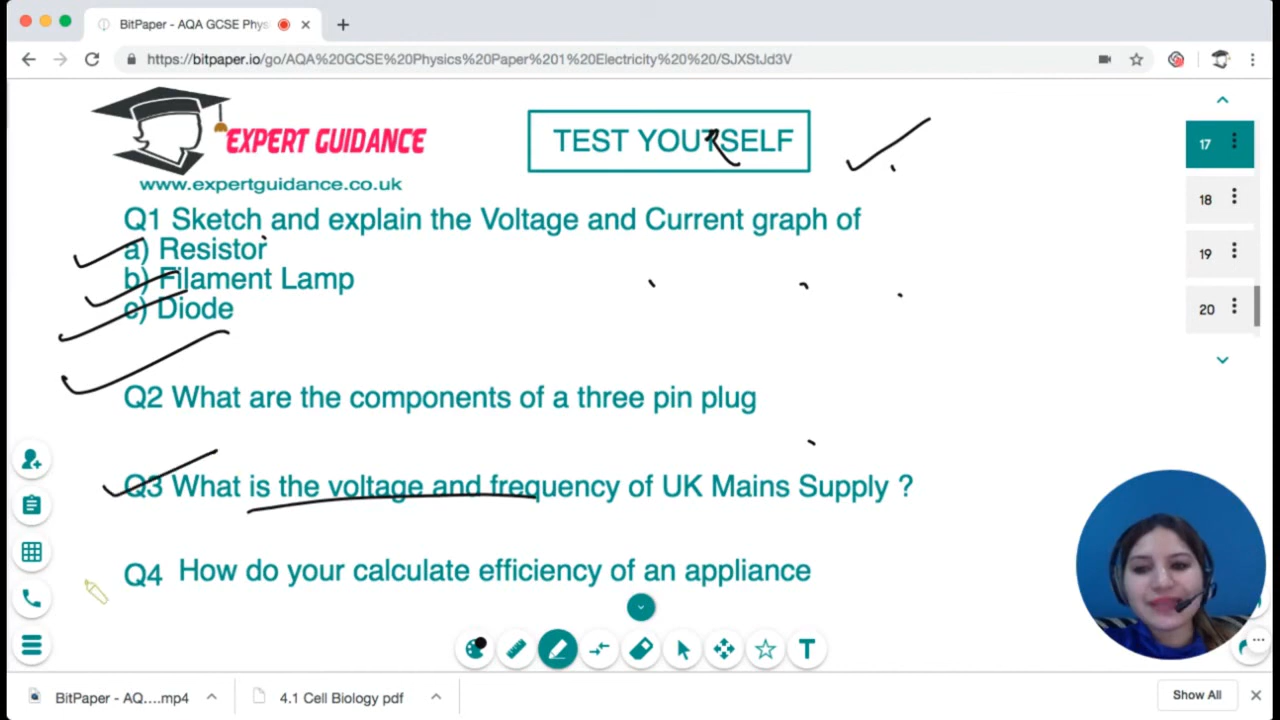 BitPaper - AQA GCSE Phys
https://bitpaper.io/go/AQA%20GCSE%20Physics%20Paper%201%20Electricity%20%20/SJXStJd3V
EXPERT GUIDANCE
www.expertguidance.co.uk
TEST YOURSELF
17
18
19
20
Q1 Sketch and explain the Voltage and Current graph of
a) Resistor
b) Filament Lamp
c) Diode
Q2 What are the components of a three pin plug
Q3 What is the voltage and frequency of UK Mains Supply ?
Q4 How do your calculate efficiency of an appliance
T
BitPaper - AQ....mp4
4.1 Cell Biology pdf
Show All